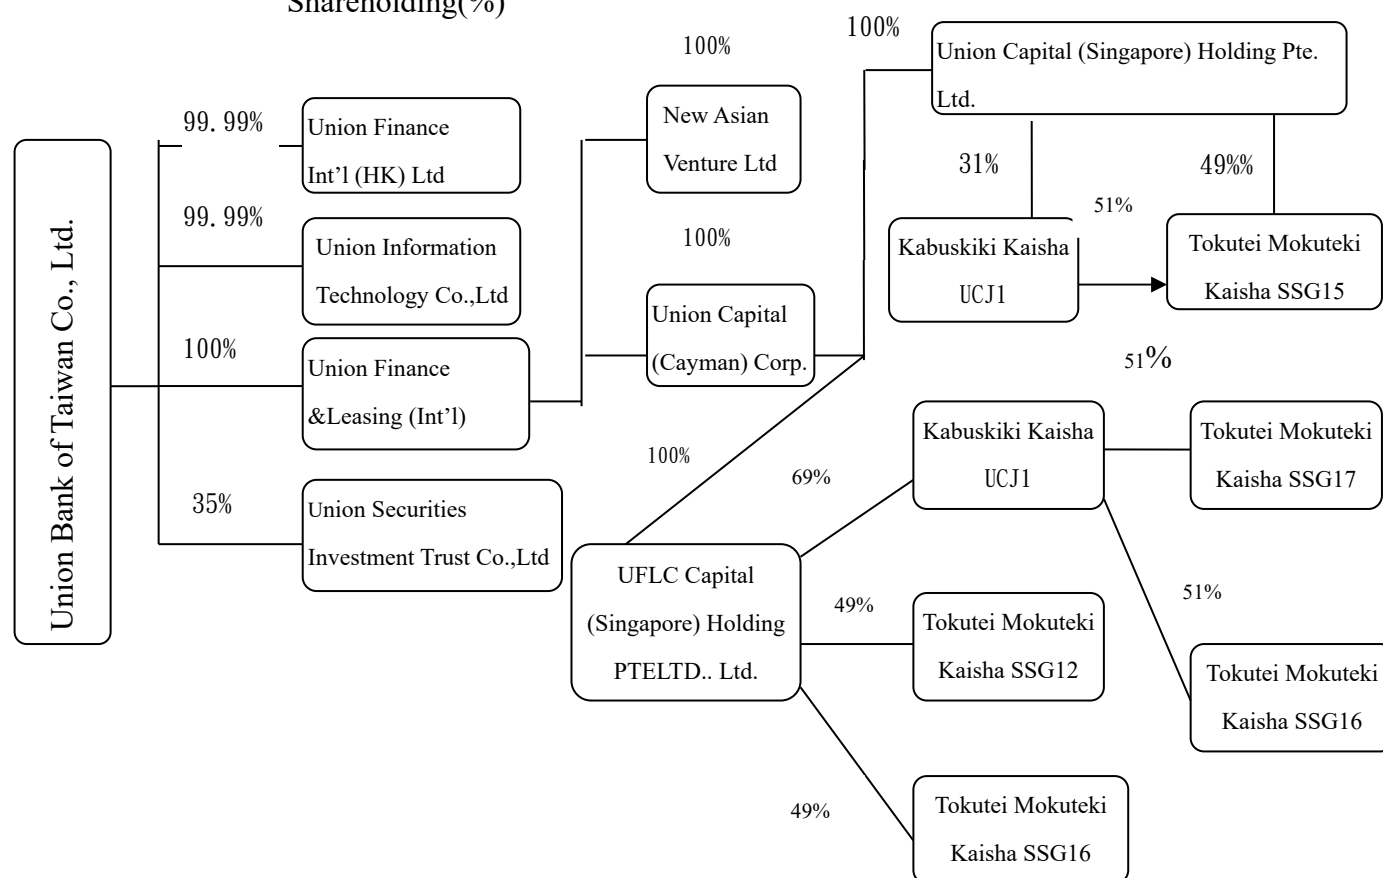 Shareholding(%)
Union Bank of Taiwan Co., Ltd.
99.99%
Union Finance
Int’l (HK) Ltd
99.99%
Union Information
Technology Co.,Ltd
100%
Union Finance
&Leasing (Int’l)
35%
Union Securities
Investment Trust Co.,Ltd
100%
New Asian
Venture Ltd
100%
Union Capital
(Cayman) Corp.
100%
Union Capital (Singapore) Holding Pte.
Ltd.
31%
49%%
51%
Kabuskiki Kaisha
UCJ1
Tokutei Mokuteki
Kaisha SSG15
51%
100%
69%
UFLC Capital
(Singapore) Holding
PTELTD.. Ltd.
Kabuskiki Kaisha
UCJ1
Tokutei Mokuteki
Kaisha SSG17
49%
Tokutei Mokuteki
Kaisha SSG12
51%
Tokutei Mokuteki
Kaisha SSG16
49%
Tokutei Mokuteki
Kaisha SSG16